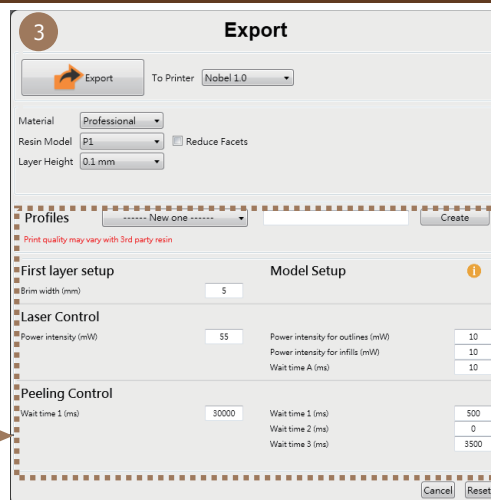 3
Export
Export To Printer Nobel 1.0
Material Professional
Resin Model P1 Reduce Facets
Layer Height 0.1 mm
Profiles ------ New one ------ Create
Print quality may vary with 3rd party resin
First layer setup Model Setup i
Brim width (mm) 5
Laser Control
Power intensity (mW) 55 Power intensity for outlines (mW) 10
Power intensity for infills (mW) 10
Wait time A (ms) 10
Peeling Control
Wait time 1 (ms) 30000 Wait time 1 (ms) 500
Wait time 2 (ms) 0
Wait time 3 (ms) 3500
Cancel Reset